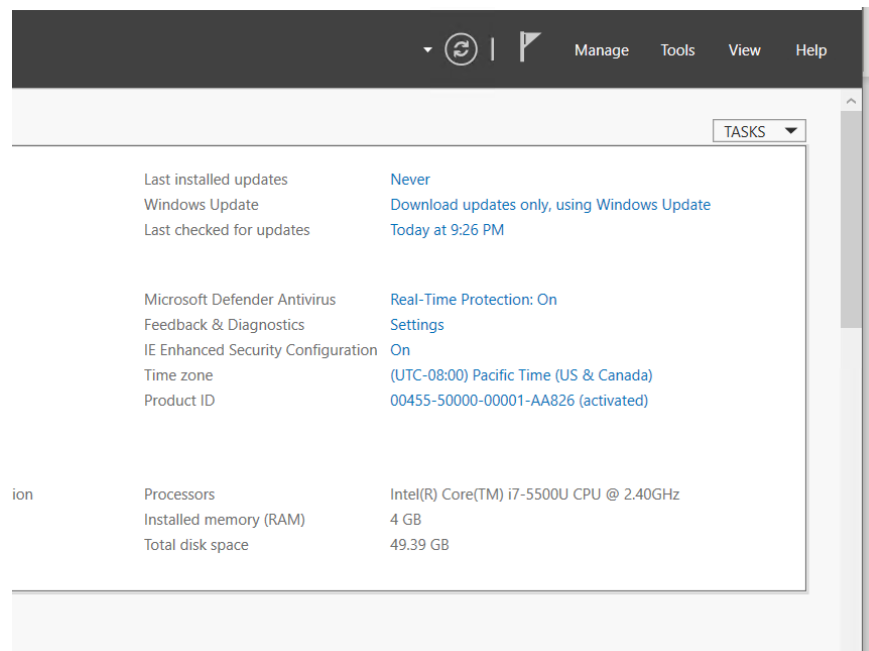 Manage Tools View Help
TASKS
Last installed updates Never
Windows Update Download updates only, using Windows Update
Last checked for updates Today at 9:26 PM
Microsoft Defender Antivirus Real-Time Protection: On
Feedback & Diagnostics Settings
IE Enhanced Security Configuration On
Time zone (UTC-08:00) Pacific Time (US & Canada)
Product ID 00455-50000-00001-AA826 (activated)
ion Processors Intel(R) Core(TM) i7-5500U CPU @ 2.40GHz
Installed memory (RAM) 4 GB
Total disk space 49.39 GB